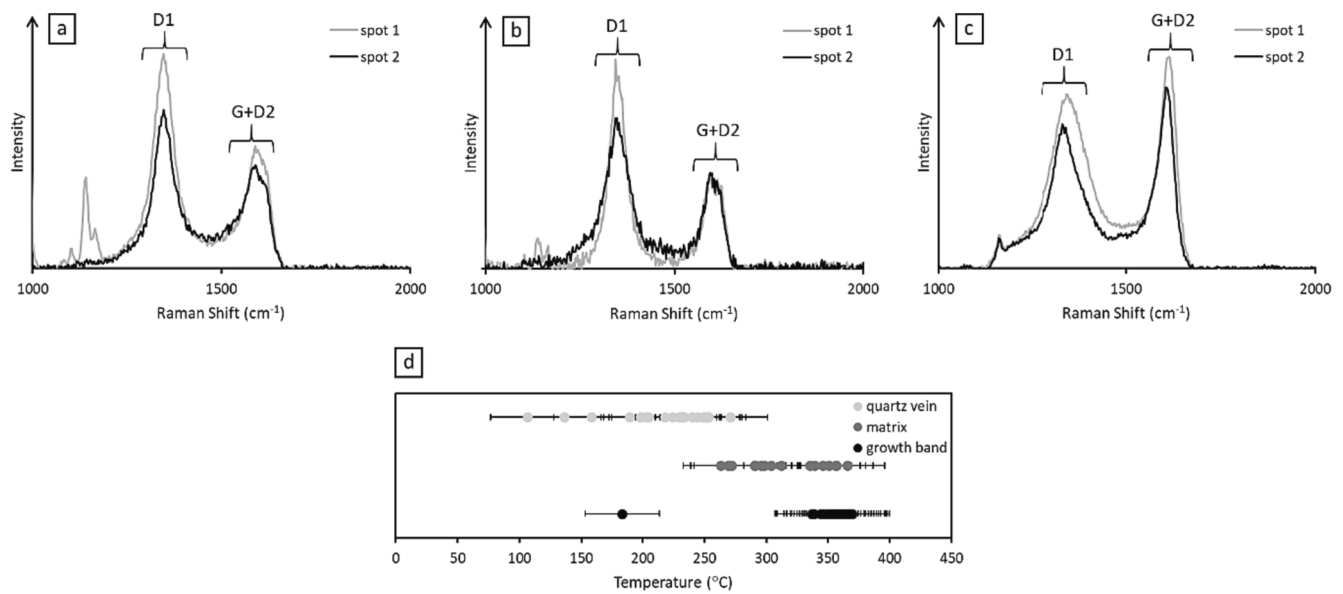 a
D1
G+D2
spot 1
spot 2
Intensity
1000
1500
2000
Raman Shift (cm-1)
b
D1
G+D2
spot 1
spot 2
Intensity
1000
1500
2000
Raman Shift (cm-1)
c
D1
G+D2
spot 1
spot 2
Intensity
1000
1500
2000
Raman Shift (cm-1)
d
quartz vein
matrix
growth band
0 50 100 150 200 250 300 350 400 450
Temperature (°C)